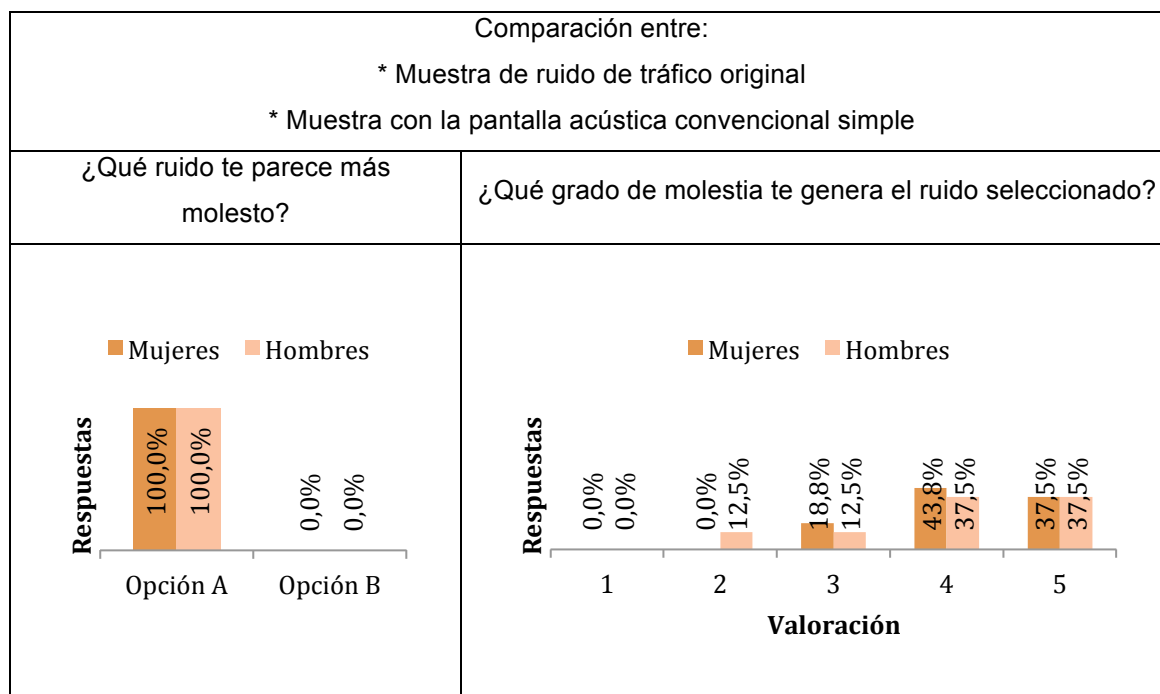 Comparación entre:
* Muestra de ruido de tráfico original
* Muestra con la pantalla acústica convencional simple
¿Qué ruido te parece más
molesto?
¿Qué grado de molestia te genera el ruido seleccionado?
Mujeres Hombres
Respuestas
100,0% 100,0% 0,0% 0,0%
Opción A Opción B
Mujeres Hombres
Respuestas
0,0% 0,0% 0,0% 12,5% 18,8% 12,5% 43,8% 37,5% 37,5% 37,5%
1 2 3 4 5
Valoración